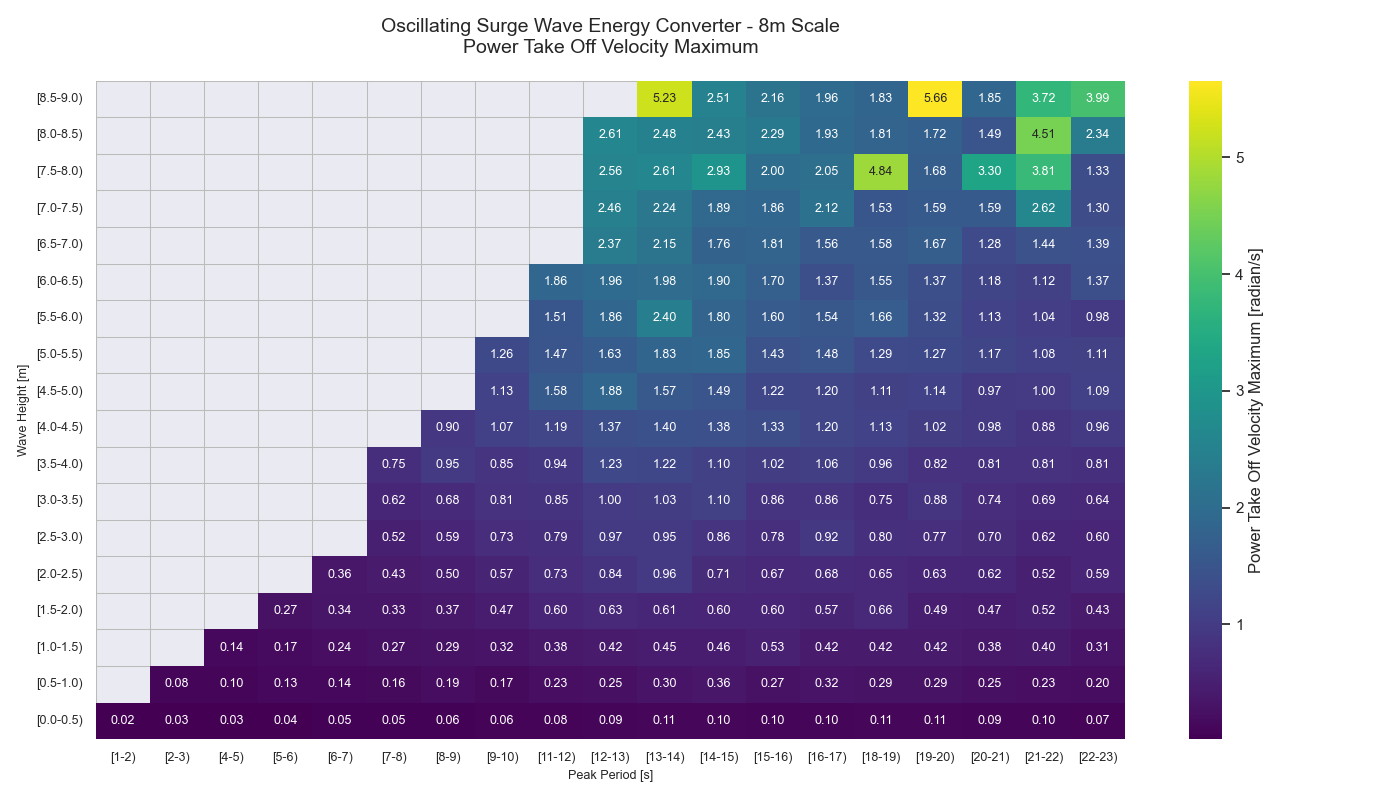 Oscillating Surge Wave Energy Converter - 8m Scale
Power Take Off Velocity Maximum
[8.5-9.0) 5.23 2.51 2.16 1.96 1.83 5.66 1.85 3.72 3.99
[8.0-8.5) 2.61 2.48 2.43 2.29 1.93 1.81 1.72 1.49 4.51 2.34
[7.5-8.0) 2.56 2.61 2.93 2.00 2.05 4.84 1.68 3.30 3.81 1.33
[7.0-7.5) 2.46 2.24 1.89 1.86 2.12 1.53 1.59 1.59 2.62 1.30
[6.5-7.0) 2.37 2.15 1.76 1.81 1.56 1.58 1.67 1.28 1.44 1.39
[6.0-6.5) 1.86 1.96 1.98 1.90 1.70 1.37 1.55 1.37 1.18 1.12 1.37
[5.5-6.0) 1.51 1.86 2.40 1.80 1.60 1.54 1.66 1.32 1.13 1.04 0.98
[5.0-5.5) 1.26 1.47 1.63 1.83 1.85 1.43 1.48 1.29 1.27 1.17 1.08 1.11
[4.5-5.0) 1.13 1.58 1.88 1.57 1.49 1.22 1.20 1.11 1.14 0.97 1.00 1.09
[4.0-4.5) 0.90 1.07 1.19 1.37 1.40 1.38 1.33 1.20 1.13 1.02 0.98 0.88 0.96
[3.5-4.0) 0.75 0.95 0.85 0.94 1.23 1.22 1.10 1.02 1.06 0.96 0.82 0.81 0.81 0.81
[3.0-3.5) 0.62 0.68 0.81 0.85 1.00 1.03 1.10 0.86 0.86 0.75 0.88 0.74 0.69 0.64
[2.5-3.0) 0.52 0.59 0.73 0.79 0.97 0.95 0.86 0.78 0.92 0.80 0.77 0.70 0.62 0.60
[2.0-2.5) 0.36 0.43 0.50 0.57 0.73 0.84 0.96 0.71 0.67 0.68 0.65 0.63 0.62 0.52 0.59
[1.5-2.0) 0.27 0.34 0.33 0.37 0.47 0.60 0.63 0.61 0.60 0.60 0.57 0.66 0.49 0.47 0.52 0.43
[1.0-1.5) 0.14 0.17 0.24 0.27 0.29 0.32 0.38 0.42 0.45 0.46 0.53 0.42 0.42 0.42 0.38 0.40 0.31
[0.5-1.0) 0.08 0.10 0.13 0.14 0.16 0.19 0.17 0.23 0.25 0.30 0.36 0.27 0.32 0.29 0.29 0.25 0.23 0.20
[0.0-0.5) 0.02 0.03 0.03 0.04 0.05 0.05 0.06 0.06 0.08 0.09 0.11 0.10 0.10 0.10 0.11 0.11 0.09 0.10 0.07
[1-2) [2-3) [4-5) [5-6) [6-7) [7-8) [8-9) [9-10) [11-12) [12-13) [13-14) [14-15) [15-16) [16-17) [18-19) [19-20) [20-21) [21-22) [22-23)
Peak Period [s]
Wave Height [m]
5
4
3
2
1
Power Take Off Velocity Maximum [radian/s]